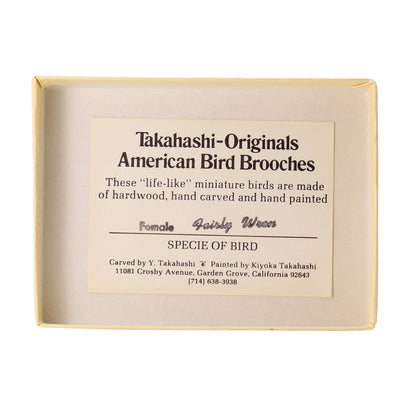 Takahashi-Originals
American Bird Brooches
These "life-like" miniature birds are made
of hardwood, hand carved and hand painted
Female Fairly Wren
SPECIE OF BIRD
Carved by Y. Takahashi ❦ Painted by Kiyoka Takahashi
11081 Crosby Avenue, Garden Grove, California 92643
(714) 638-3938